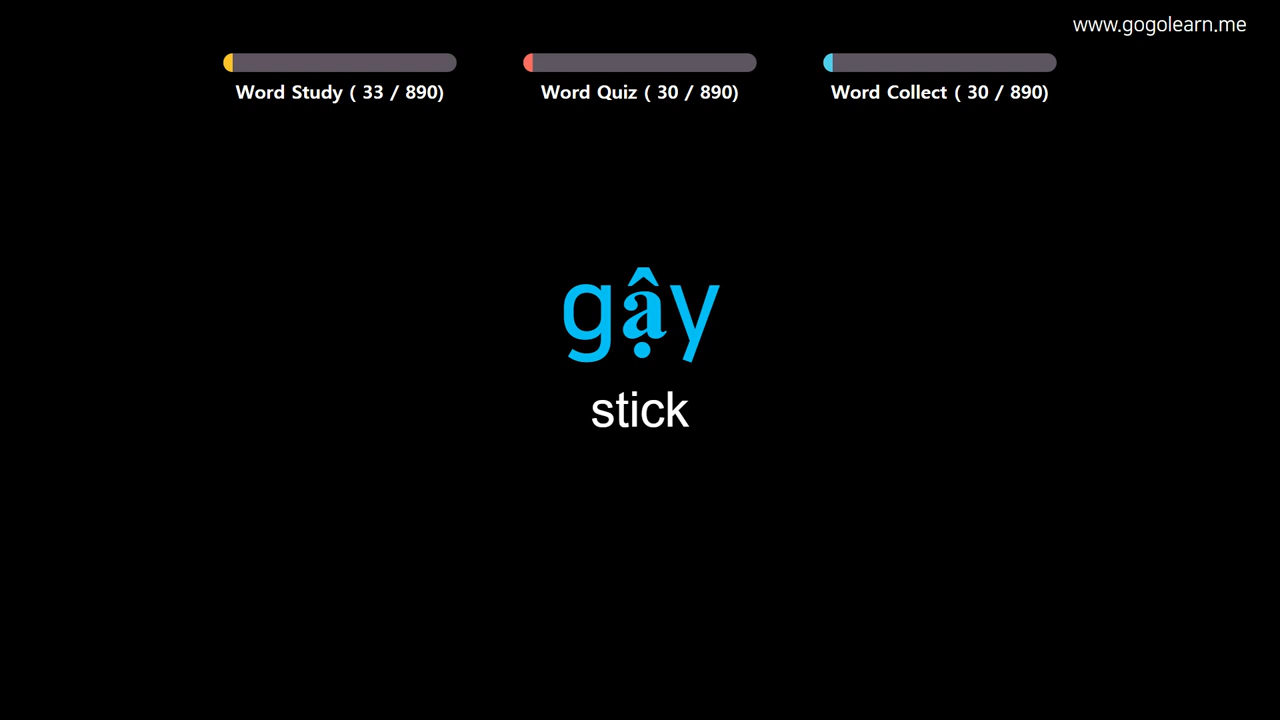 www.gogolearn.me
Word Study ( 33 / 890)
Word Quiz ( 30 / 890)
Word Collect ( 30 / 890)
gậy
stick